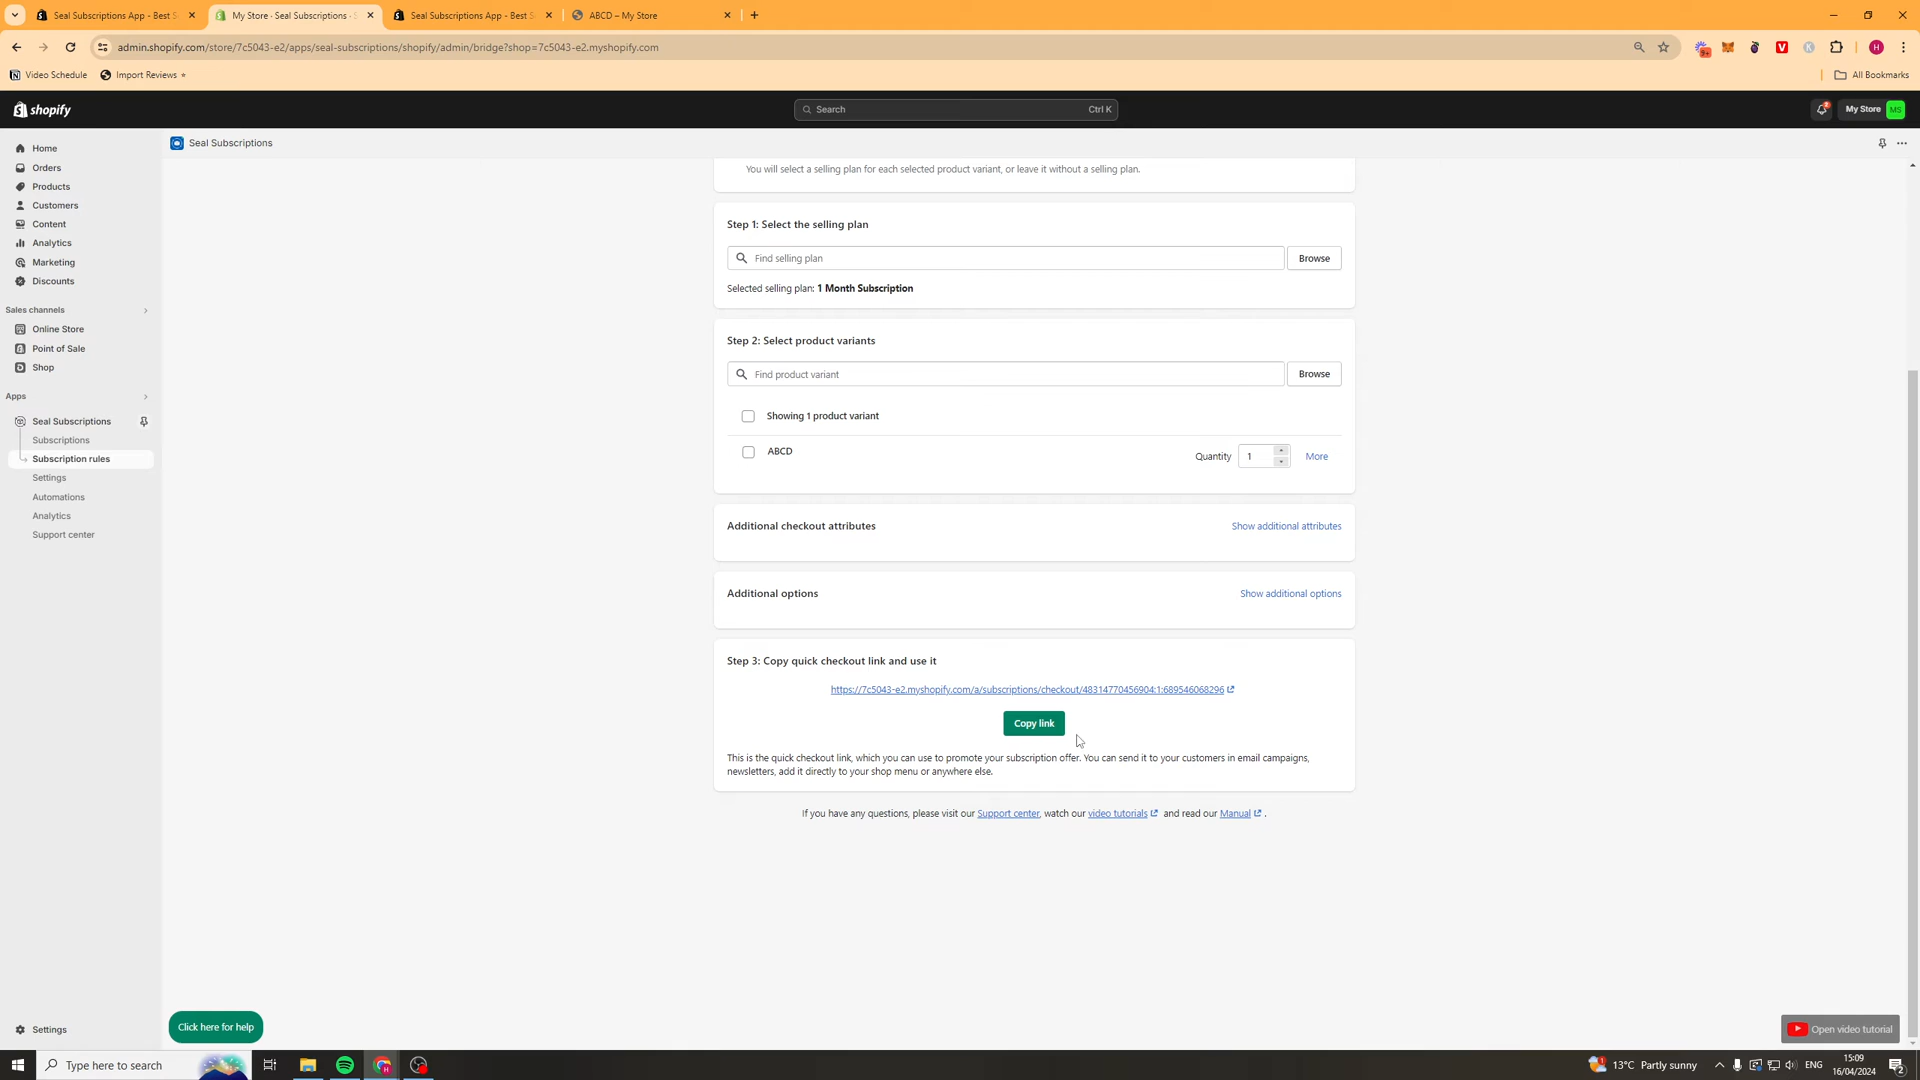 Seal Subscriptions App - Best S
My Store · Seal Subscriptions · S
Seal Subscriptions App - Best S
ABCD – My Store
admin.shopify.com/store/7c5043-e2/apps/seal-subscriptions/shopify/admin/bridge?shop=7c5043-e2.myshopify.com
9+
V
K
H
Video Schedule
Import Reviews ★
All Bookmarks
shopify
Search
Ctrl K
My Store
MS
Seal Subscriptions
Home
Orders
Products
Customers
Content
Analytics
Marketing
Discounts
Sales channels
Online Store
Point of Sale
Shop
Apps
Seal Subscriptions
Subscriptions
Subscription rules
Settings
Automations
Analytics
Support center
Settings
You will select a selling plan for each selected product variant, or leave it without a selling plan.
Step 1: Select the selling plan
Find selling plan
Browse
Selected selling plan: 1 Month Subscription
Step 2: Select product variants
Find product variant
Browse
Showing 1 product variant
ABCD
Quantity
1
More
Additional checkout attributes
Show additional attributes
Additional options
Show additional options
Step 3: Copy quick checkout link and use it
https://7c5043-e2.myshopify.com/a/subscriptions/checkout/48314770456904:1:689546068296
Copy link
This is the quick checkout link, which you can use to promote your subscription offer. You can send it to your customers in email campaigns,
newsletters, add it directly to your shop menu or anywhere else.
If you have any questions, please visit our Support center, watch our video tutorials and read our Manual .
Click here for help
Open video tutorial
Type here to search
13°C Partly sunny
ENG
15:09
16/04/2024
2